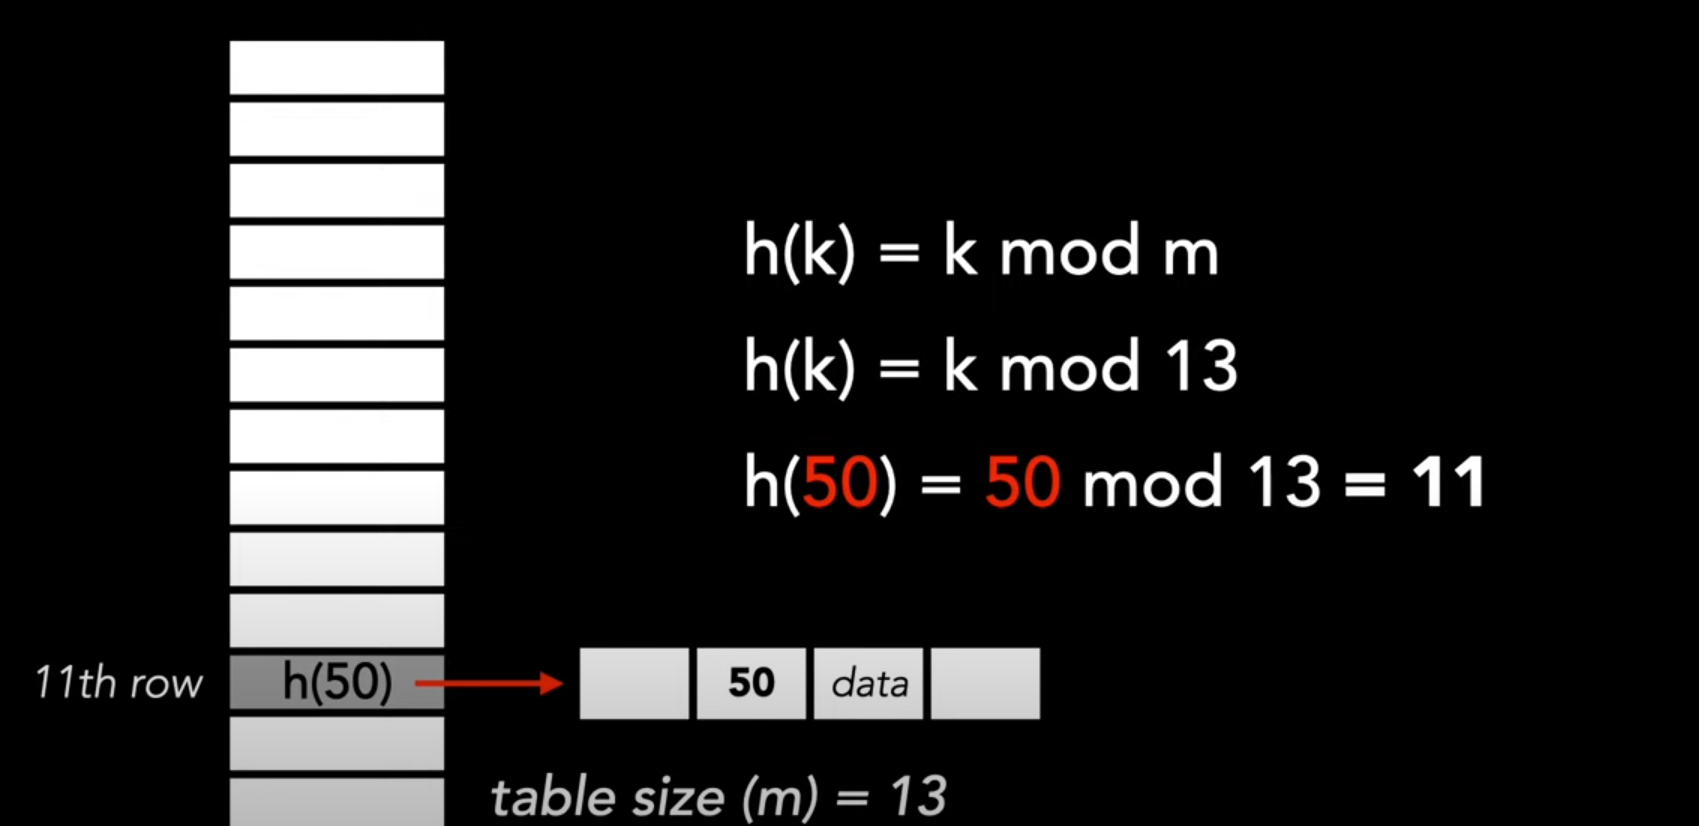 h(k) = k mod m
h(k) = k mod 13
h(50) = 50 mod 13 = 11
11th row h(50) 50 data
table size (m) = 13